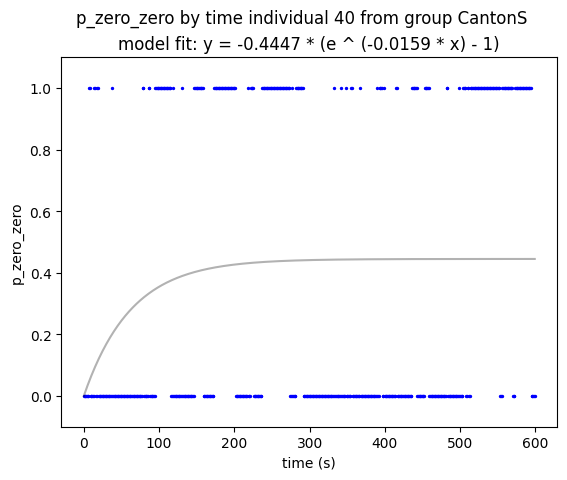 p_zero_zero by time individual 40 from group CantonS
model fit: y = -0.4447 * (e ^ (-0.0159 * x) - 1)
1.0
0.8
0.6
0.4
0.2
0.0
p_zero_zero
0 100 200 300 400 500 600
time (s)